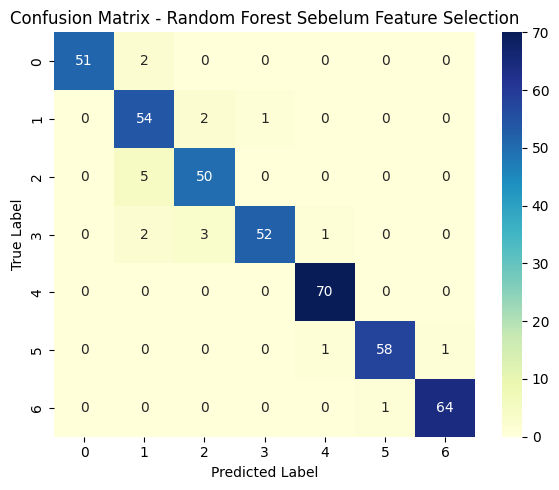 Confusion Matrix - Random Forest Sebelum Feature Selection
0 51 2 0 0 0 0 0
1 0 54 2 1 0 0 0
2 0 5 50 0 0 0 0
3 0 2 3 52 1 0 0
4 0 0 0 0 70 0 0
5 0 0 0 0 1 58 1
6 0 0 0 0 0 1 64
0 1 2 3 4 5 6
True Label
Predicted Label
70
60
50
40
30
20
10
0